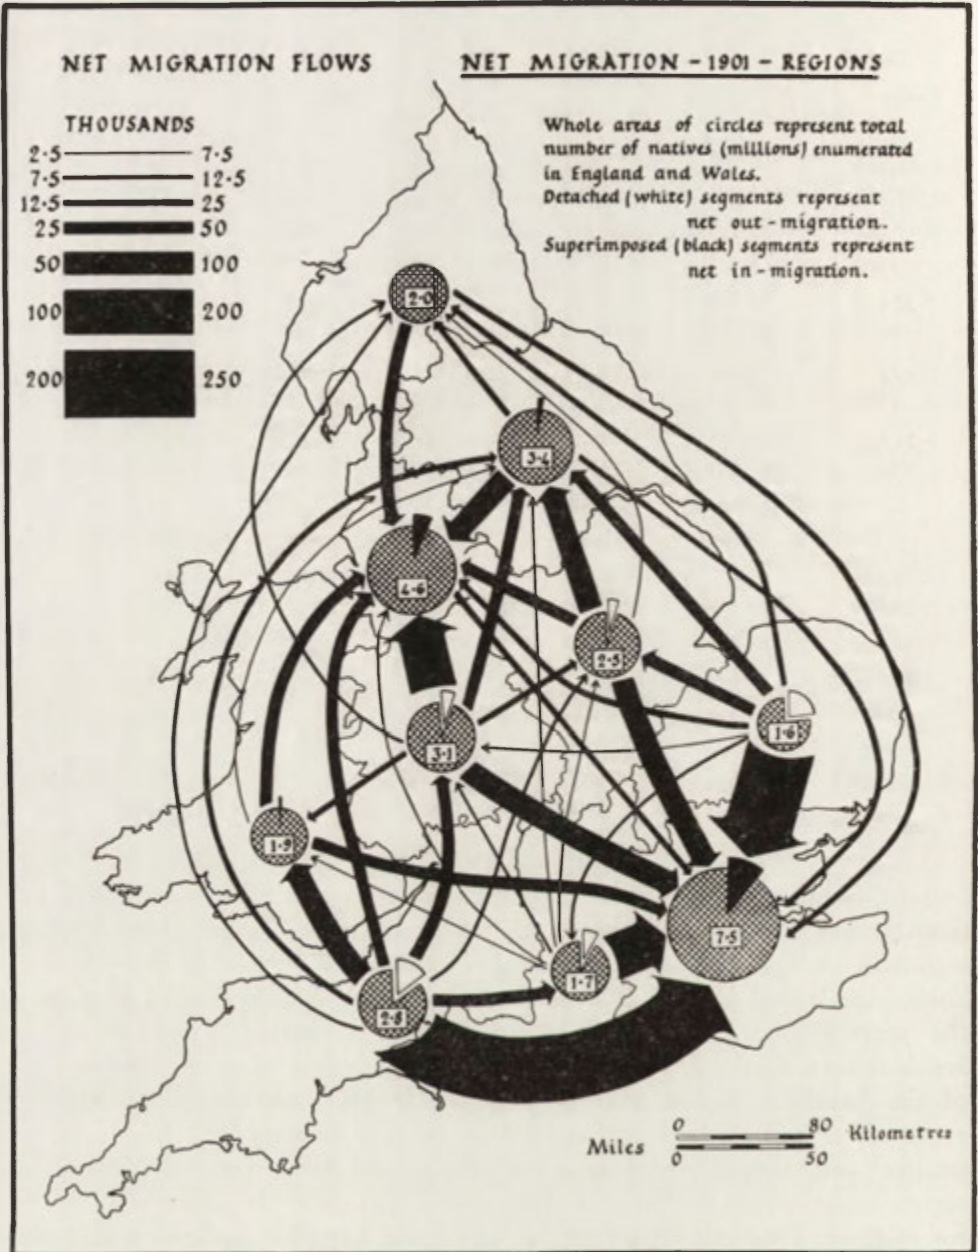 NET MIGRATION FLOWS
NET MIGRATION - 1901 - REGIONS
THOUSANDS
2·5 7·5
7·5 12·5
12·5 25
25 50
50 100
100 200
200 250
Whole areas of circles represent total
number of natives (millions) enumerated
in England and Wales.
Detached (white) segments represent
net out-migration.
Superimposed (black) segments represent
net in-migration.
2·0
3·4
4·6
2·5
1·6
3·1
1·9
7·5
1·7
2·8
0 80 Kilometres
Miles 0 50